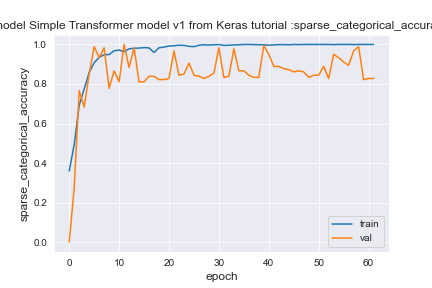 model Simple Transformer model v1 from Keras tutorial :sparse_categorical_accura
1.0
0.8
0.6
0.4
0.2
0.0
sparse_categorical_accuracy
0 10 20 30 40 50 60
epoch
train
val